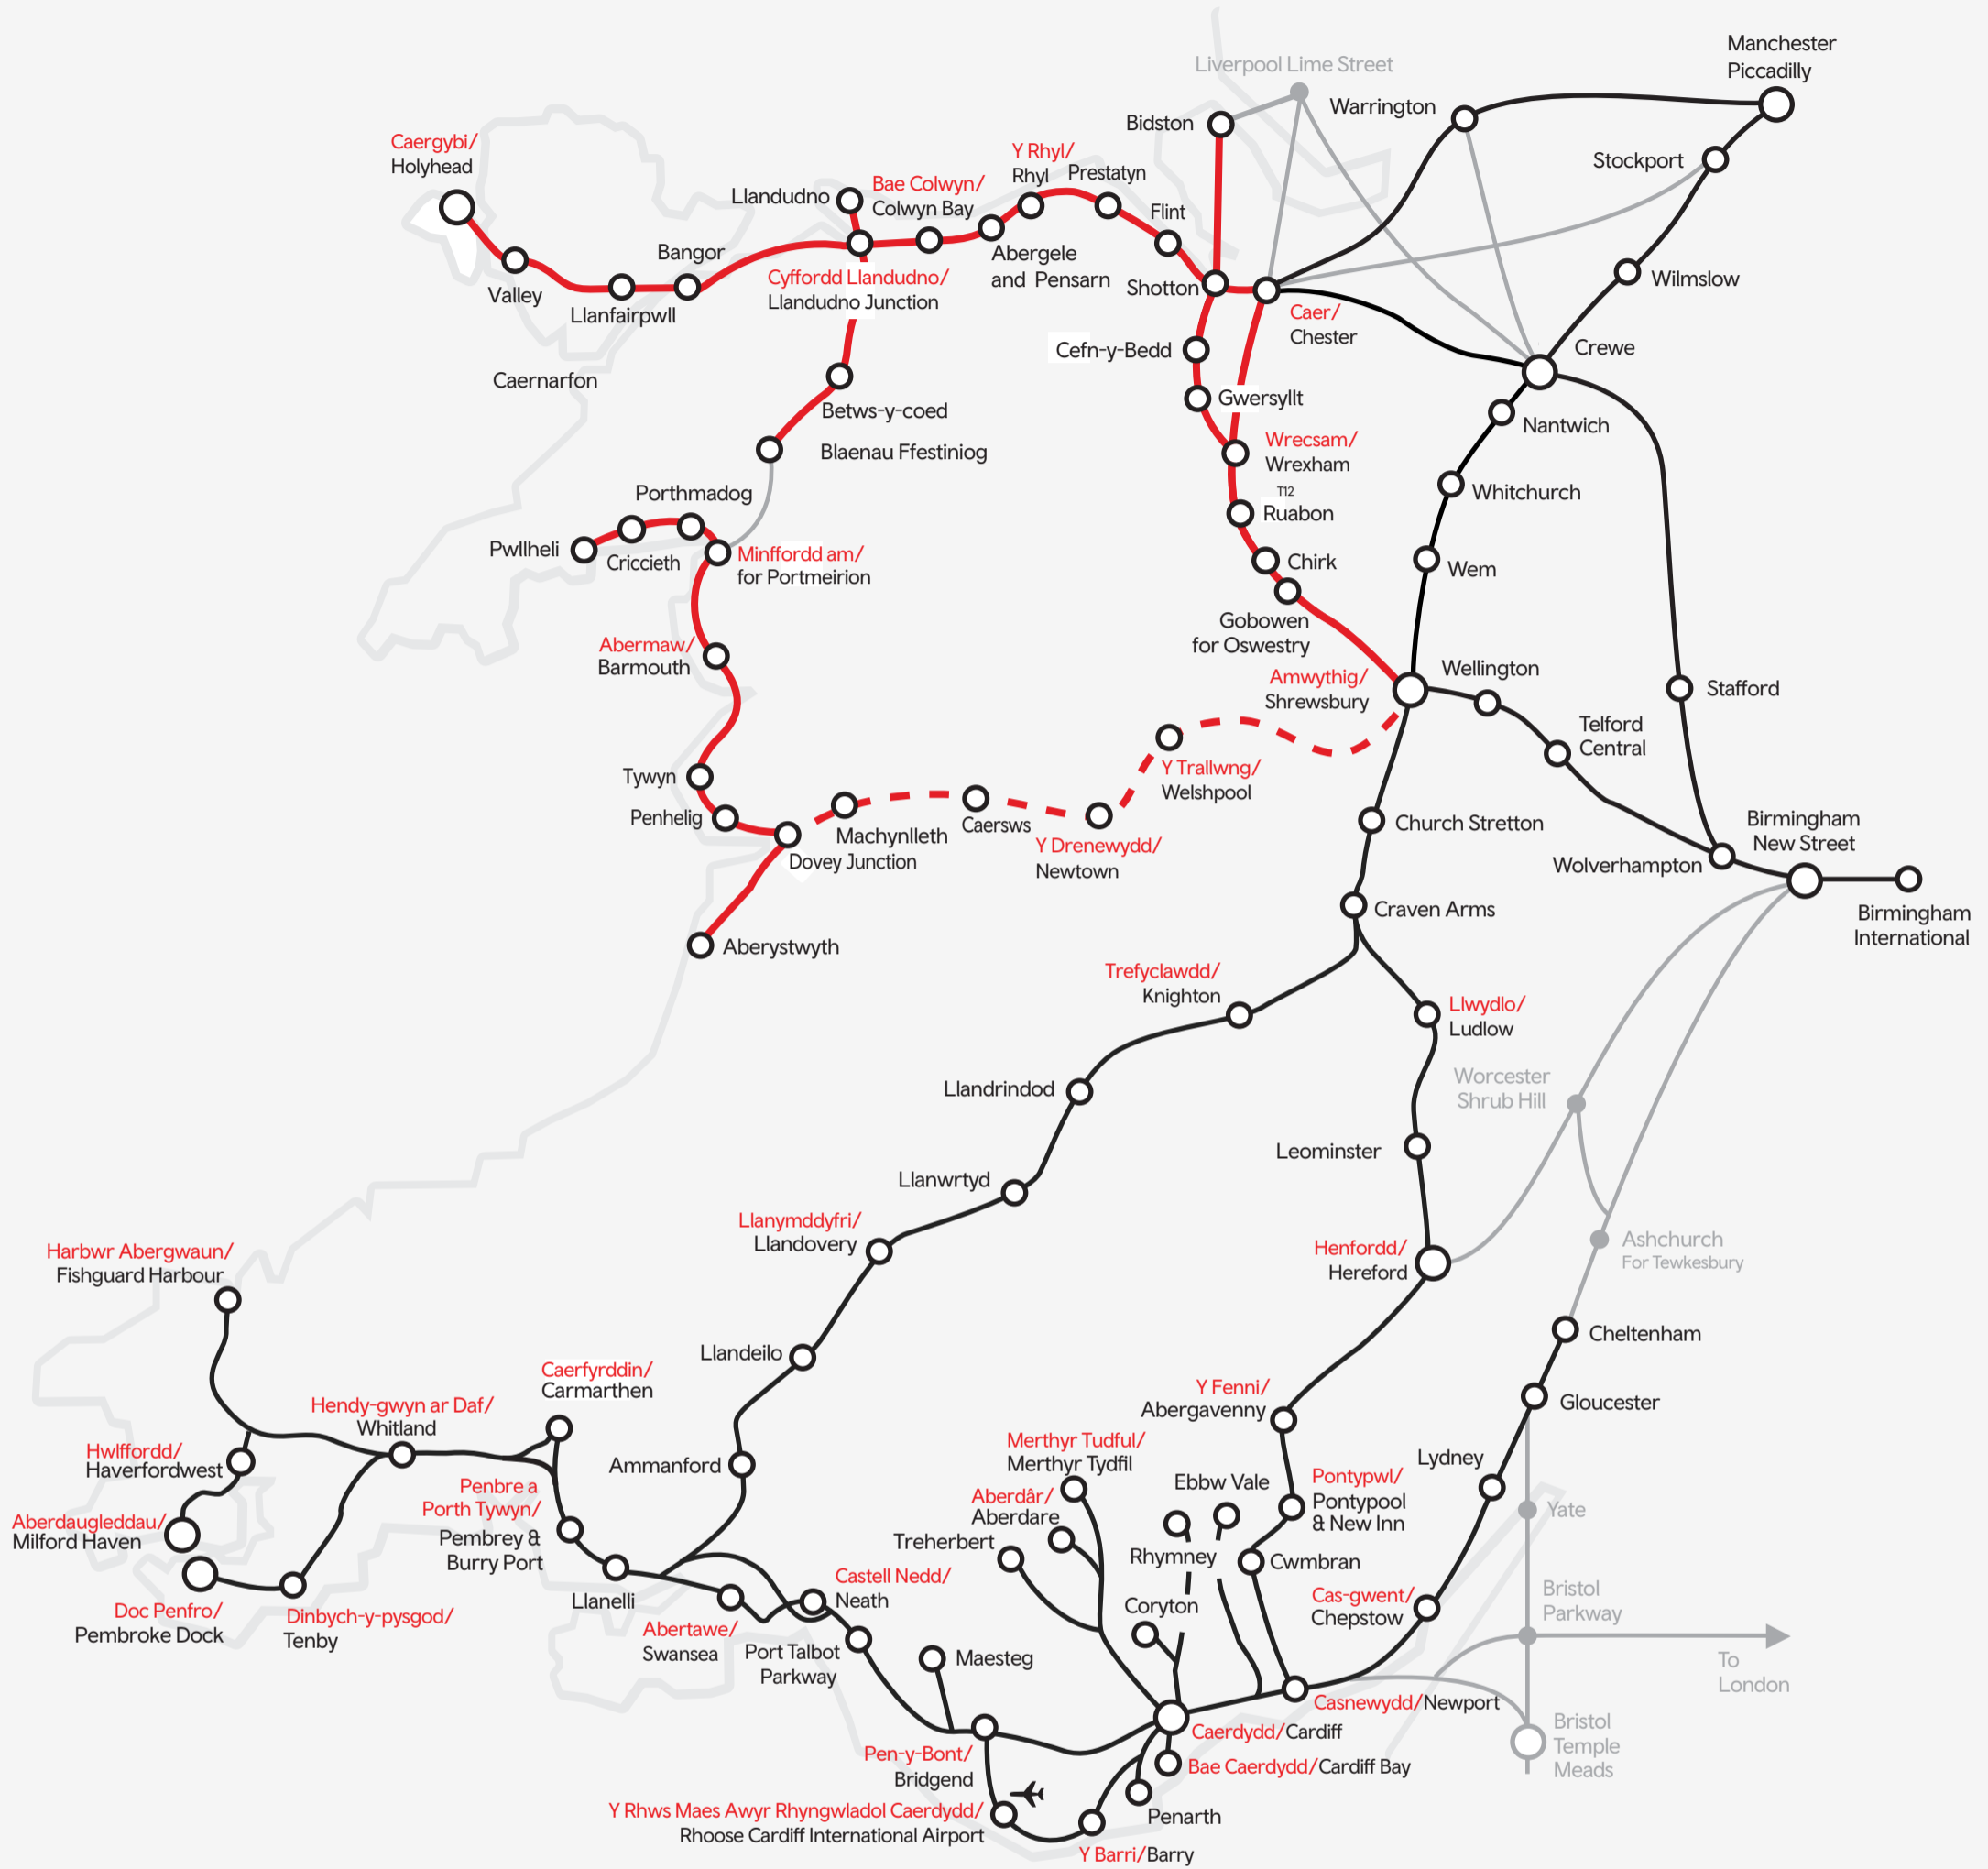 Manchester
Piccadilly
Liverpool Lime Street
Warrington
Bidston
Stockport
Caergybi/
Holyhead
Y Rhyl/
Rhyl
Prestatyn
Llandudno
Bae Colwyn/
Colwyn Bay
Flint
Bangor
Abergele
and Pensarn
Valley
Cyffordd Llandudno/
Llandudno Junction
Shotton
Wilmslow
Llanfairpwll
Caer/
Chester
Crewe
Cefn-y-Bedd
Caernarfon
Betws-y-coed
Gwersyllt
Nantwich
Blaenau Ffestiniog
Wrecsam/
Wrexham
T12
Ruabon
Whitchurch
Porthmadog
Pwllheli
Criccieth
Minffordd am/
for Portmeirion
Chirk
Wem
Gobowen
for Oswestry
Abermaw/
Barmouth
Amwythig/
Shrewsbury
Wellington
Stafford
Telford
Central
Tywyn
Y Trallwng/
Welshpool
Penhelig
Machynlleth
Caersws
Church Stretton
Birmingham
New Street
Dovey Junction
Y Drenewydd/
Newtown
Wolverhampton
Birmingham
International
Aberystwyth
Craven Arms
Trefyclawdd/
Knighton
Llwydlo/
Ludlow
Llandrindod
Worcester
Shrub Hill
Leominster
Llanwrtyd
Llanymddyfri/
Llandovery
Harbwr Abergwaun/
Fishguard Harbour
Henfordd/
Hereford
Ashchurch
For Tewkesbury
Cheltenham
Llandeilo
Caerfyrddin/
Carmarthen
Y Fenni/
Abergavenny
Gloucester
Hendy-gwyn ar Daf/
Whitland
Hwlffordd/
Haverfordwest
Ammanford
Merthyr Tudful/
Merthyr Tydfil
Ebbw Vale
Pontypwl/
Pontypool
& New Inn
Lydney
Penbre a
Porth Tywyn/
Pembrey &
Burry Port
Aberdâr/
Aberdare
Yate
Aberdaugleddau/
Milford Haven
Treherbert
Rhymney
Cwmbran
Castell Nedd/
Neath
Coryton
Cas-gwent/
Chepstow
Bristol
Parkway
Llanelli
Doc Penfro/
Pembroke Dock
Dinbych-y-pysgod/
Tenby
Abertawe/
Swansea
Port Talbot
Parkway
Maesteg
To
London
Casnewydd/Newport
Caerdydd/Cardiff
Bristol
Temple
Meads
Pen-y-Bont/
Bridgend
Bae Caerdydd/Cardiff Bay
Y Rhws Maes Awyr Rhyngwladol Caerdydd/
Rhoose Cardiff International Airport
Penarth
Y Barri/Barry